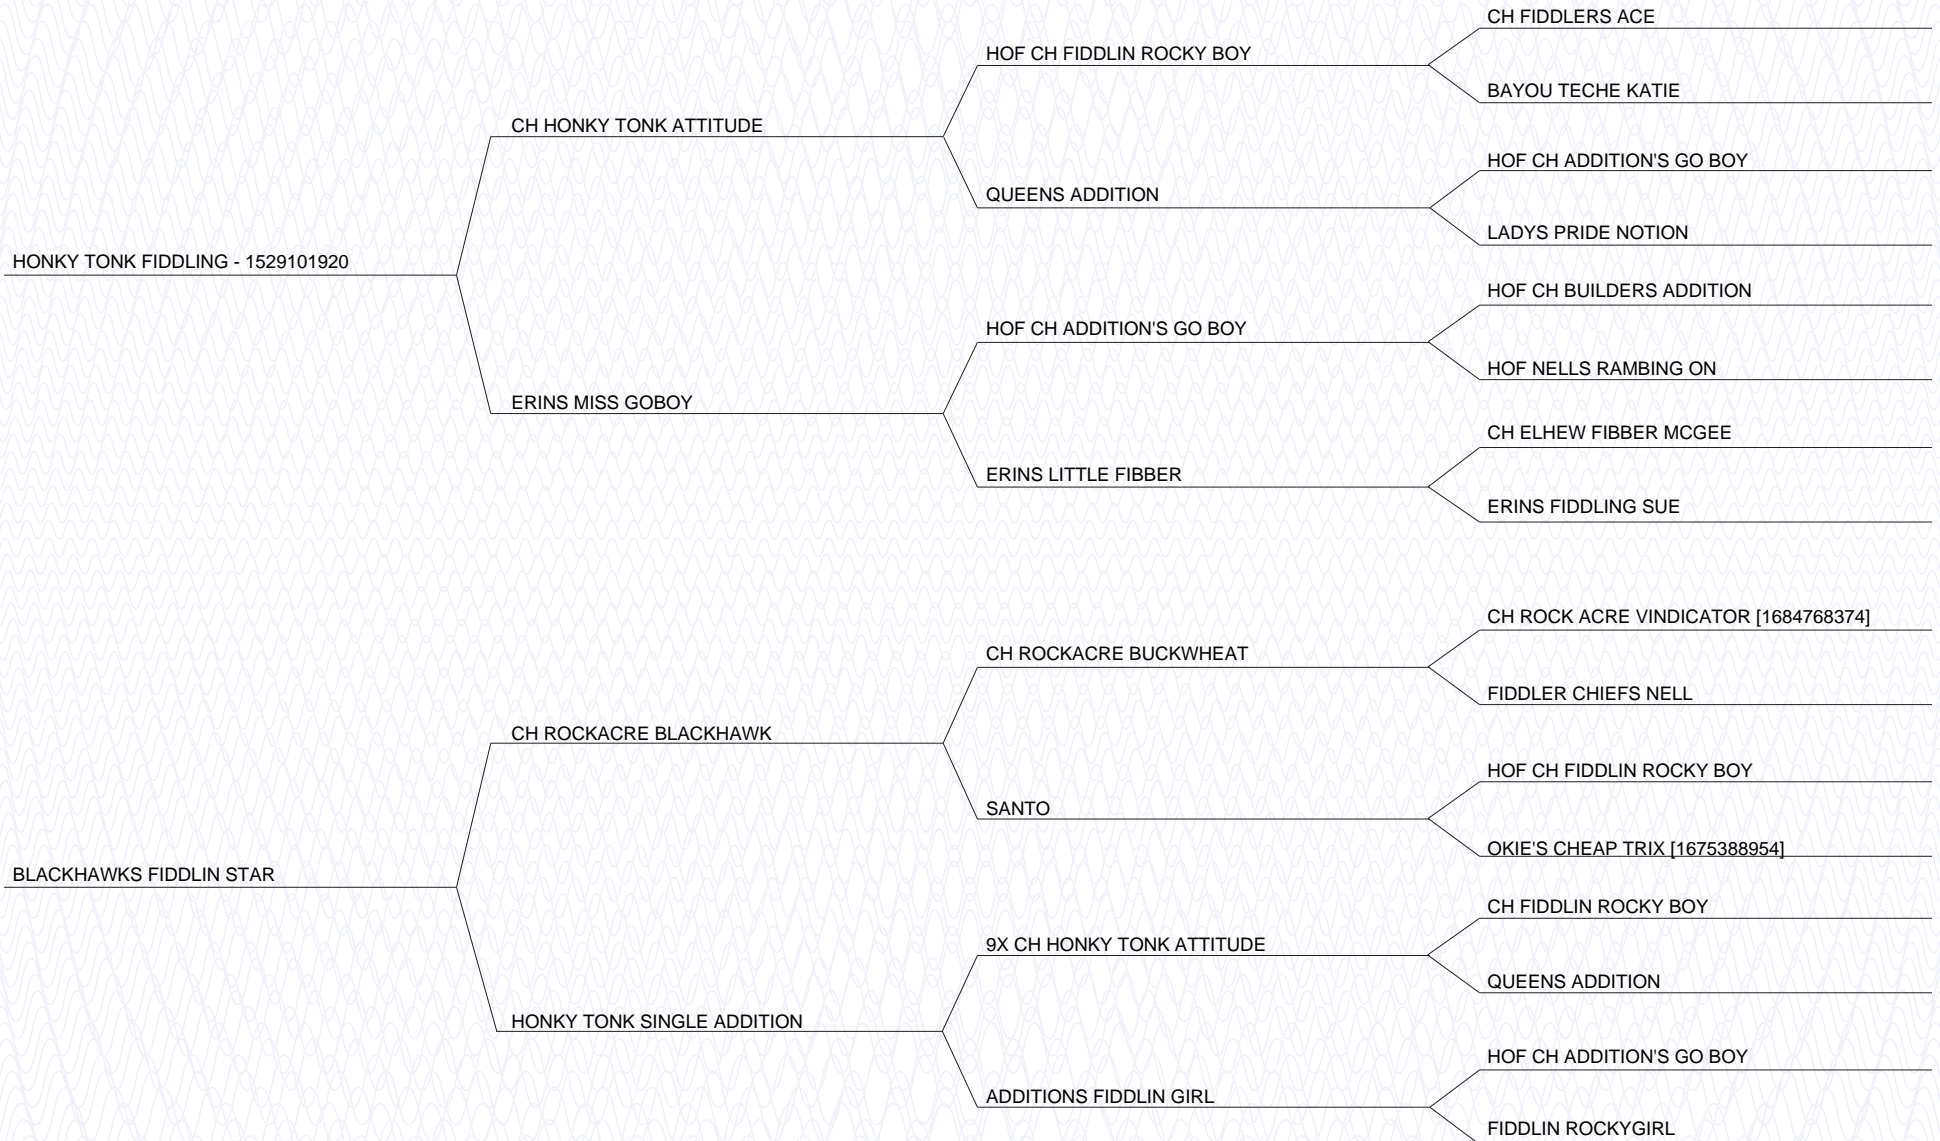 CH FIDDLERS ACE
HOF CH FIDDLIN ROCKY BOY
BAYOU TECHE KATIE
CH HONKY TONK ATTITUDE
HOF CH ADDITION'S GO BOY
QUEENS ADDITION
LADYS PRIDE NOTION
HONKY TONK FIDDLING - 1529101920
HOF CH BUILDERS ADDITION
HOF CH ADDITION'S GO BOY
HOF NELLS RAMBING ON
ERINS MISS GOBOY
CH ELHEW FIBBER MCGEE
ERINS LITTLE FIBBER
ERINS FIDDLING SUE
CH ROCK ACRE VINDICATOR [1684768374]
CH ROCKACRE BUCKWHEAT
FIDDLER CHIEFS NELL
CH ROCKACRE BLACKHAWK
HOF CH FIDDLIN ROCKY BOY
SANTO
OKIE'S CHEAP TRIX [1675388954]
BLACKHAWKS FIDDLIN STAR
CH FIDDLIN ROCKY BOY
9X CH HONKY TONK ATTITUDE
QUEENS ADDITION
HONKY TONK SINGLE ADDITION
HOF CH ADDITION'S GO BOY
ADDITIONS FIDDLIN GIRL
FIDDLIN ROCKYGIRL